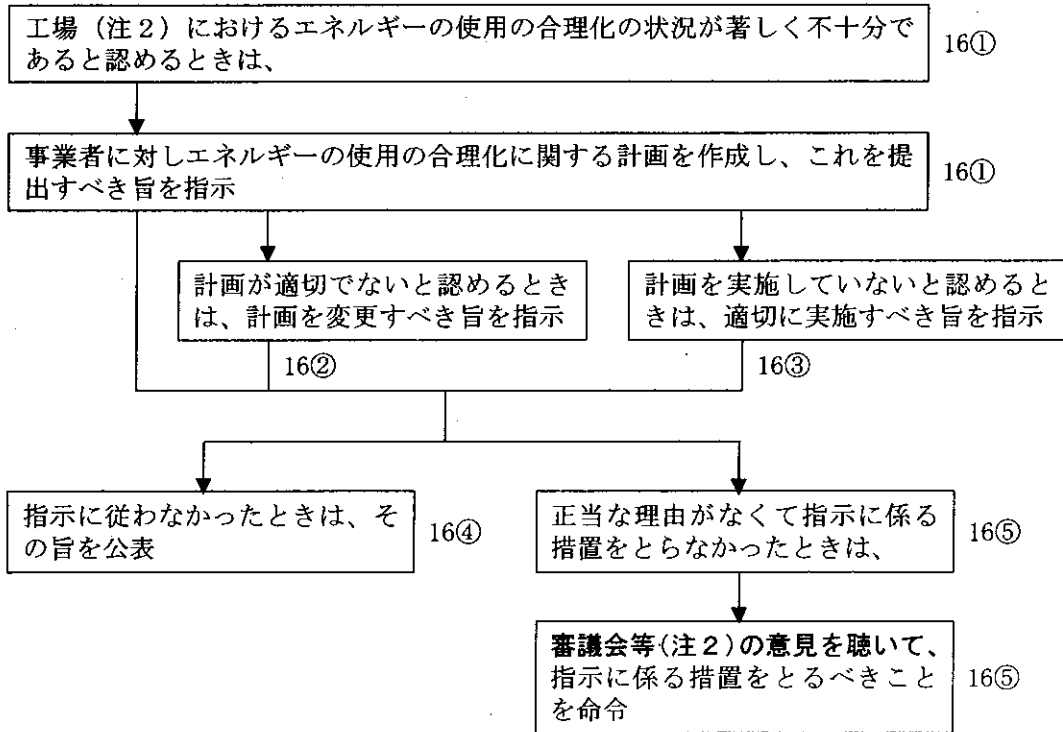 工場（注２）におけるエネルギーの使用の合理化の状況が著しく不十分で
あると認めるときは、
16①
事業者に対しエネルギーの使用の合理化に関する計画を作成し、これを提
出すべき旨を指示
16①
計画が適切でないと認めるとき
は、計画を変更すべき旨を指示
16②
計画を実施していないと認めると
きは、適切に実施すべき旨を指示
16③
指示に従わなかったときは、そ
の旨を公表
16④
正当な理由がなくて指示に係る
措置をとらなかったときは、
16⑤
審議会等(注２)の意見を聴いて、
指示に係る措置をとるべきこと
を命令
16⑤